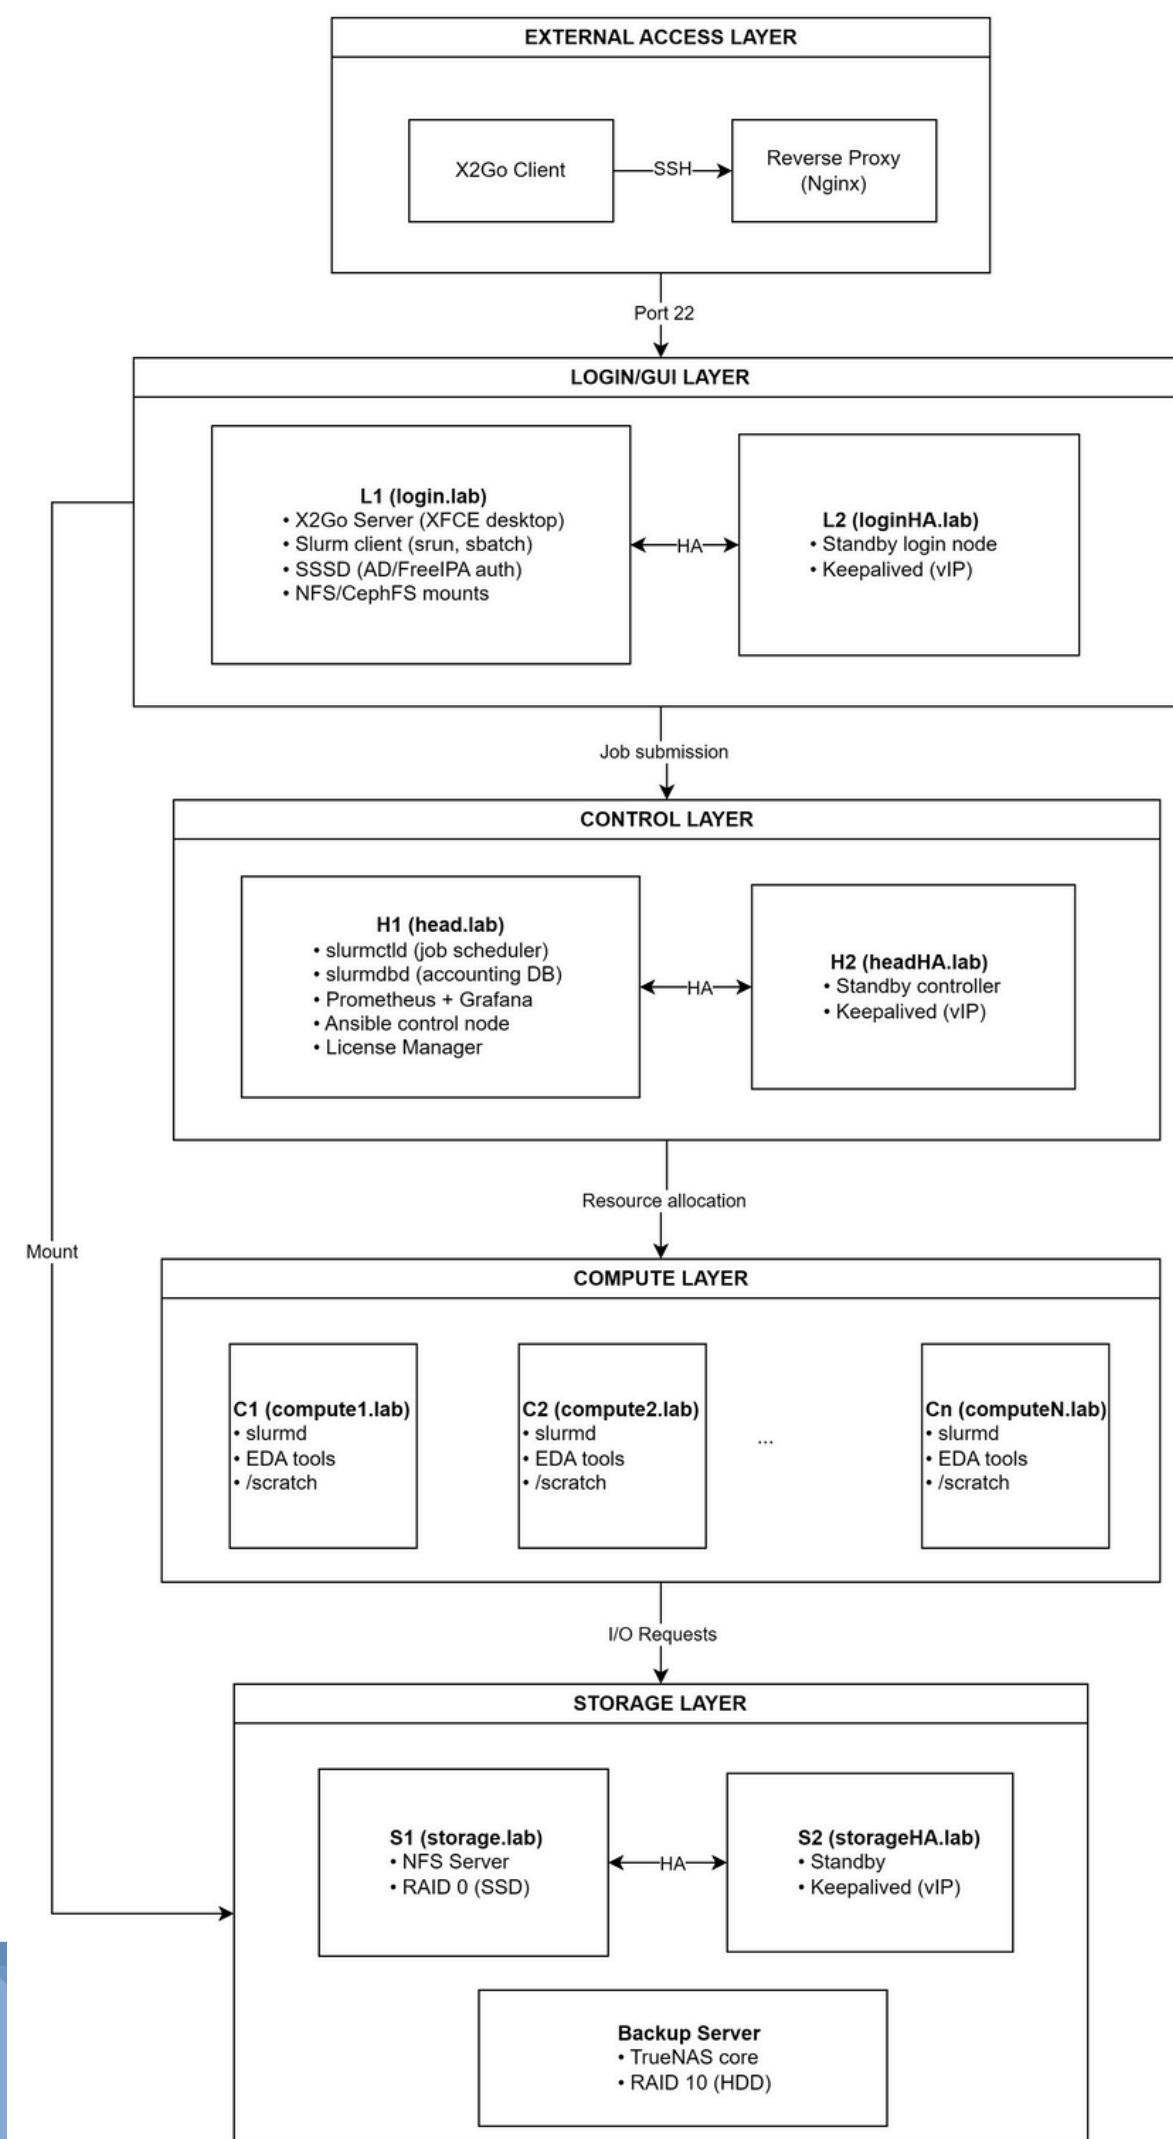 EXTERNAL ACCESS LAYER
X2Go Client
SSH
Reverse Proxy
(Nginx)
Port 22
LOGIN/GUI LAYER
L1 (login.lab)
• X2Go Server (XFCE desktop)
• Slurm client (srun, sbatch)
• SSSD (AD/FreeIPA auth)
• NFS/CephFS mounts
HA
L2 (loginHA.lab)
• Standby login node
• Keepalived (vIP)
Job submission
CONTROL LAYER
H1 (head.lab)
• slurmctld (job scheduler)
• slurmdbd (accounting DB)
• Prometheus + Grafana
• Ansible control node
• License Manager
HA
H2 (headHA.lab)
• Standby controller
• Keepalived (vIP)
Resource allocation
Mount
COMPUTE LAYER
C1 (compute1.lab)
• slurmd
• EDA tools
• /scratch
C2 (compute2.lab)
• slurmd
• EDA tools
• /scratch
...
Cn (computeN.lab)
• slurmd
• EDA tools
• /scratch
I/O Requests
STORAGE LAYER
S1 (storage.lab)
• NFS Server
• RAID 0 (SSD)
HA
S2 (storageHA.lab)
• Standby
• Keepalived (vIP)
Backup Server
• TrueNAS core
• RAID 10 (HDD)